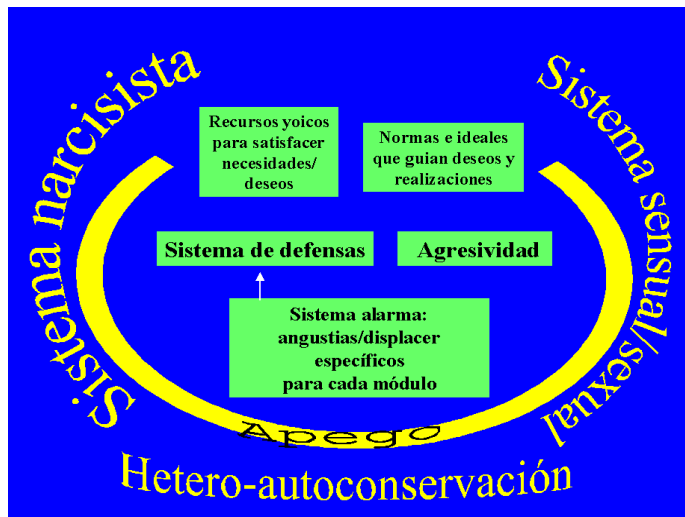 Sistema narcisista
Sistema sensual/sexual
Recursos yoicos
para satisfacer
necesidades/
deseos
Normas e ideales
que guian deseos y
realizaciones
Sistema de defensas
Agresividad
Sistema alarma:
angustias/displacer
específicos
para cada módulo
Apego
Hetero-autoconservación